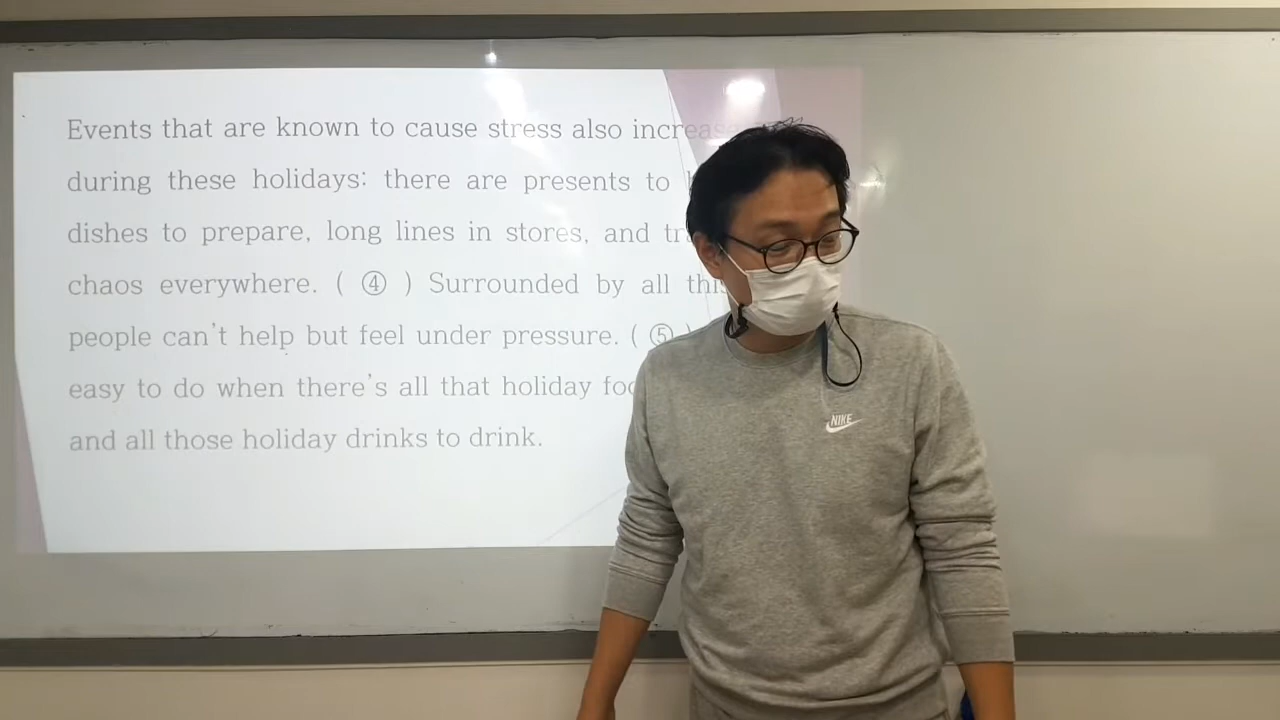 Events that are known to cause stress also increase
during these holidays: there are presents to
dishes to prepare, long lines in stores, and
chaos everywhere. ( ④ ) Surrounded by all this
people can't help but feel under pressure. ( ⑤ )
easy to do when there's all that holiday
and all those holiday drinks to drink.
NIKE